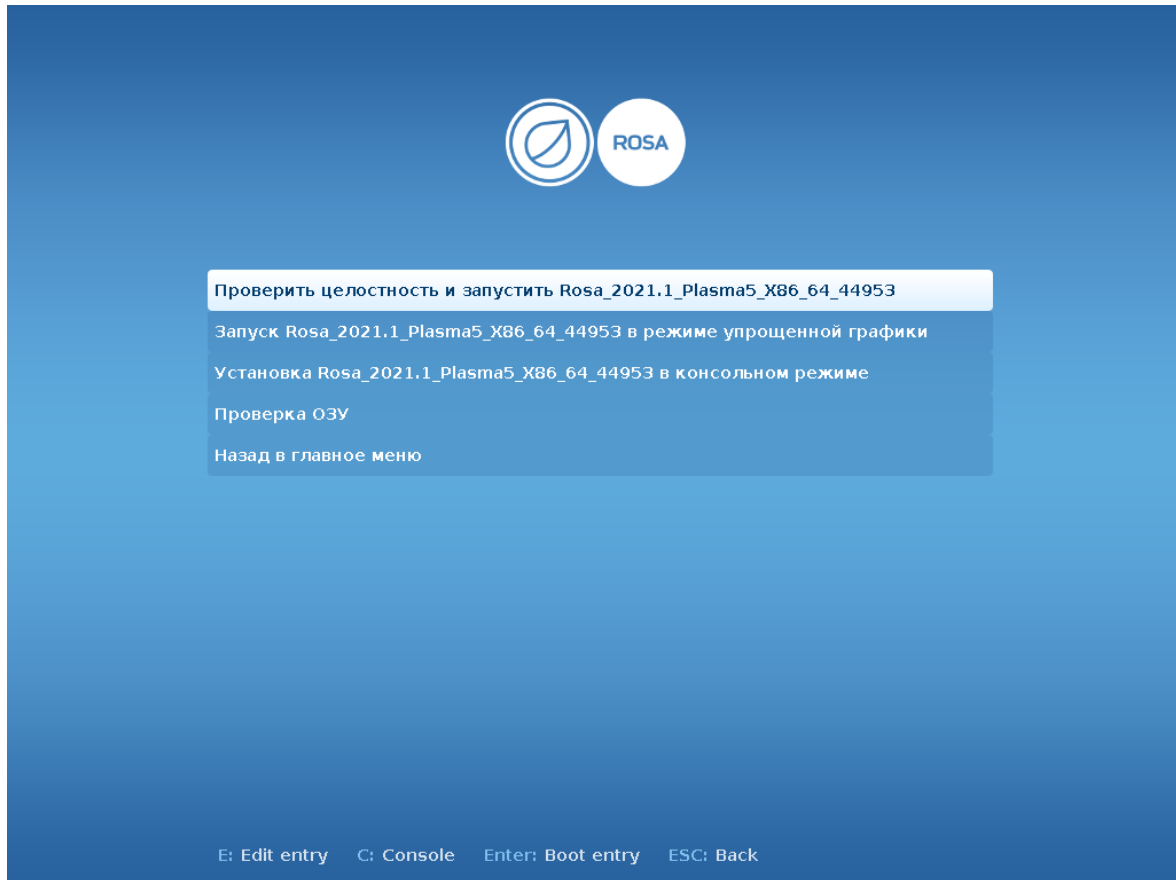 ROSA
Проверить целостность и запустить Rosa_2021.1_Plasma5_X86_64_44953
Запуск Rosa_2021.1_Plasma5_X86_64_44953 в режиме упрощенной графики
Установка Rosa_2021.1_Plasma5_X86_64_44953 в консольном режиме
Проверка ОЗУ
Назад в главное меню
E: Edit entry C: Console Enter: Boot entry ESC: Back